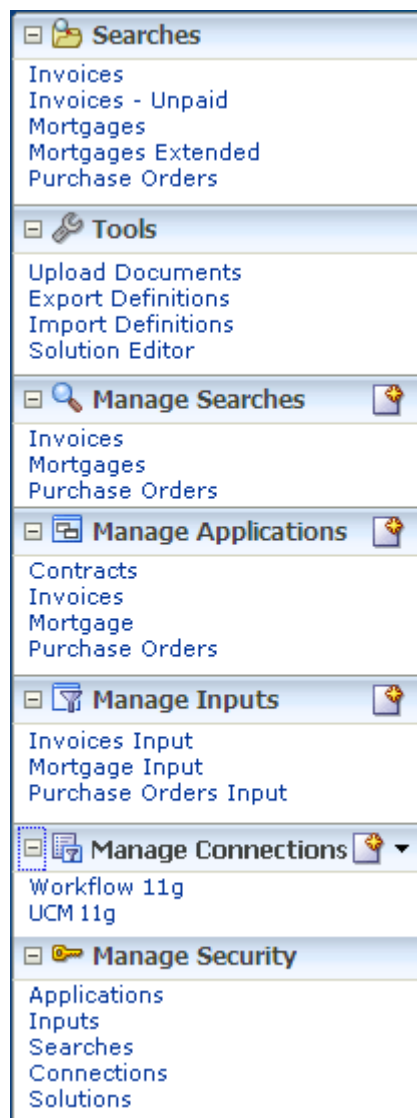 Searches
Invoices
Invoices - Unpaid
Mortgages
Mortgages Extended
Purchase Orders
Tools
Upload Documents
Export Definitions
Import Definitions
Solution Editor
Manage Searches
Invoices
Mortgages
Purchase Orders
Manage Applications
Contracts
Invoices
Mortgage
Purchase Orders
Manage Inputs
Invoices Input
Mortgage Input
Purchase Orders Input
Manage Connections
Workflow 11g
UCM 11g
Manage Security
Applications
Inputs
Searches
Connections
Solutions